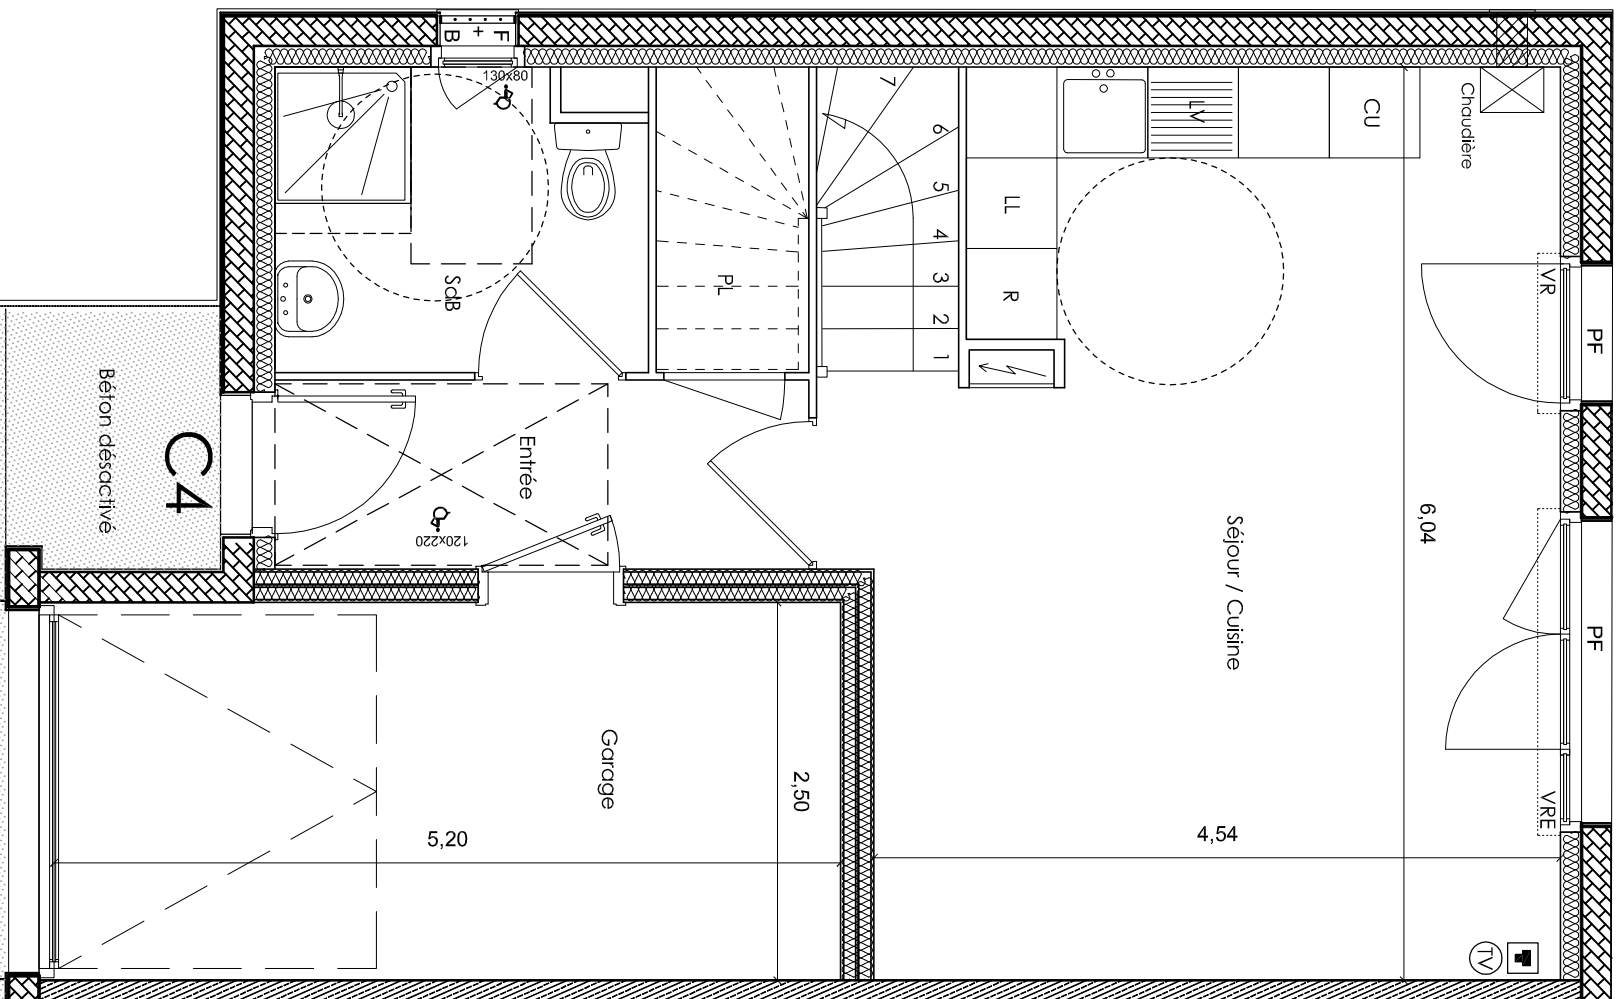 B + F
130x80
SdB
PL
7
6
5
4
3
2
1
LV
CU
LL
R
Chaudière
VR
PF
Béton désactivé
C4
Entrée
120x220
6,04
Séjour / Cuisine
PF
VRE
Garage
2,50
5,20
4,54
TV